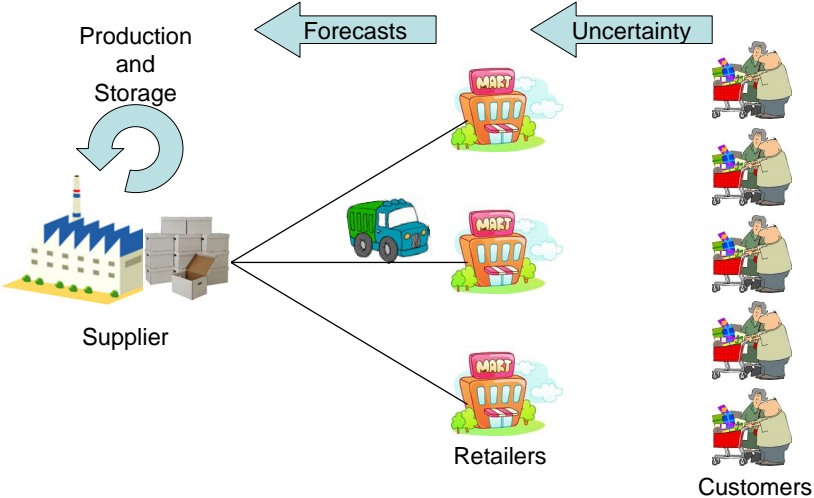 Production
and
Storage
Forecasts
Uncertainty
MART
MART
MART
Supplier
Retailers
Customers